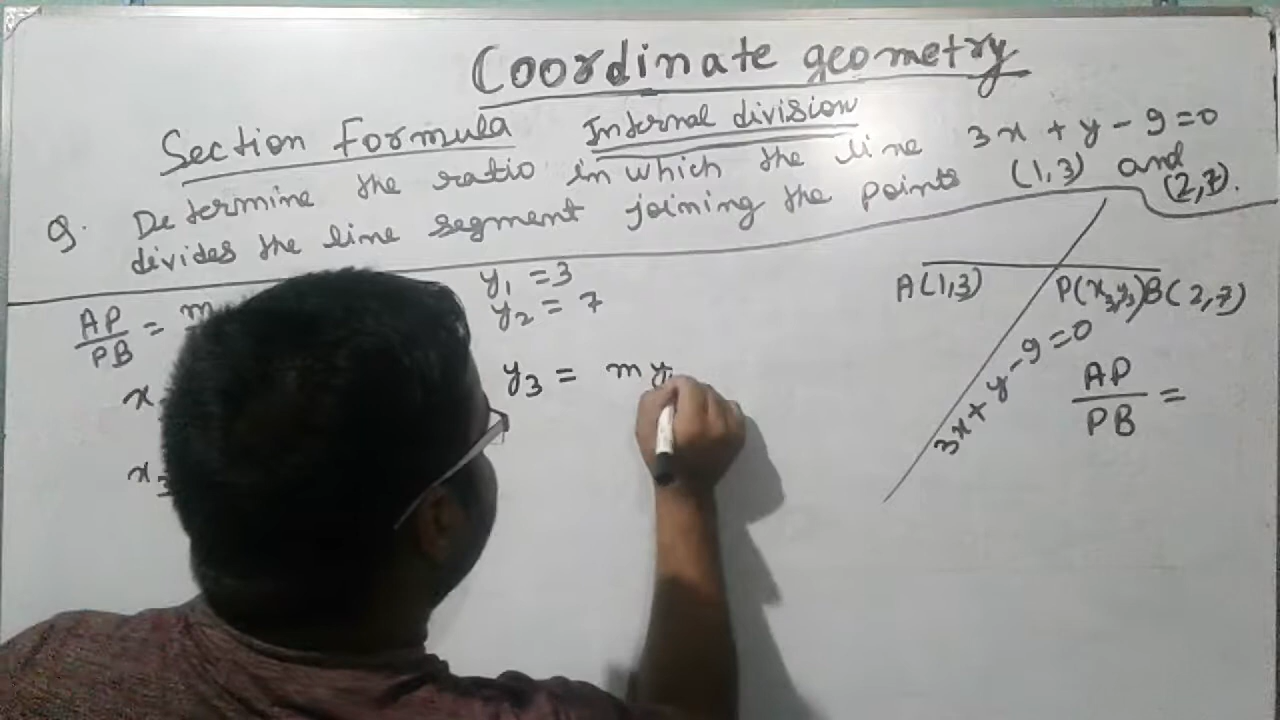 Coordinate geometry
Section Formula Internal division
Q. Determine the ratio in which the line 3x + y - 9 = 0
divides the line segment joining the points (1,3) and
(2,7).
AP/PB = m
y₁ = 3
y₂ = 7
x
y₃ = my
x₃
A(1,3) P(x₃,y₃) B(2,7)
3x + y - 9 = 0
AP/PB =